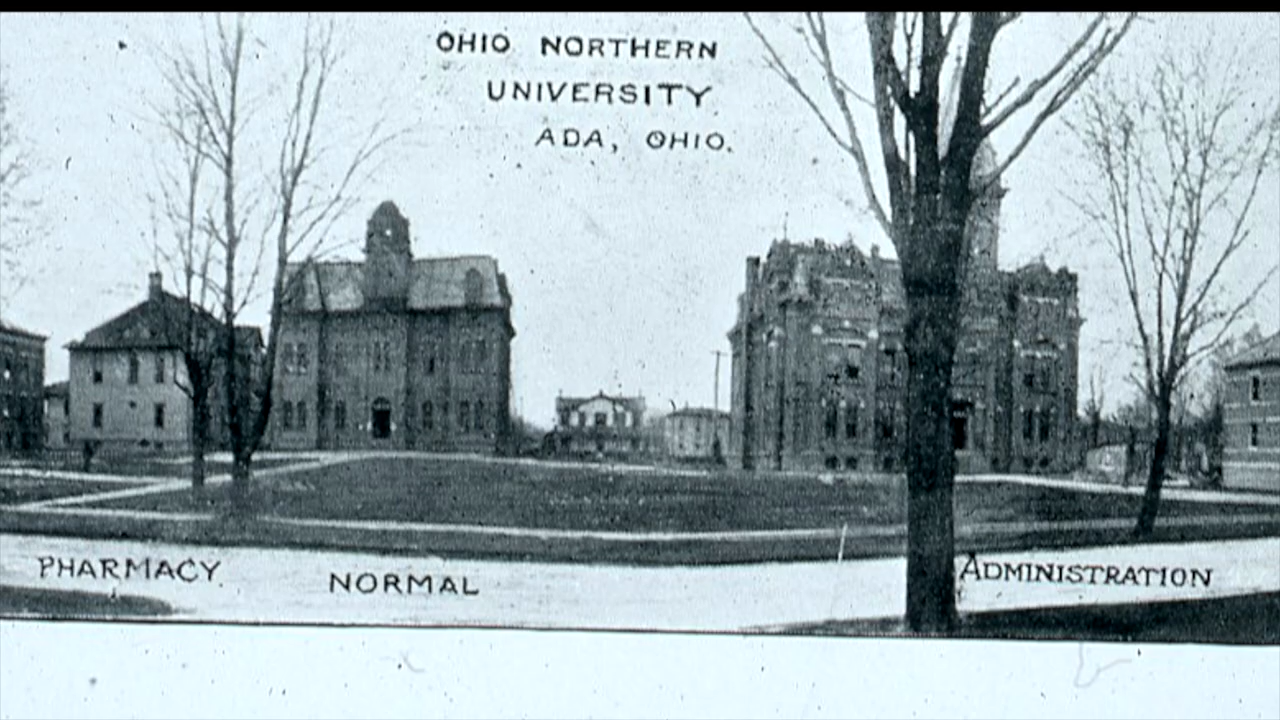 OHIO NORTHERN
UNIVERSITY
ADA, OHIO.
PHARMACY.
NORMAL
ADMINISTRATION